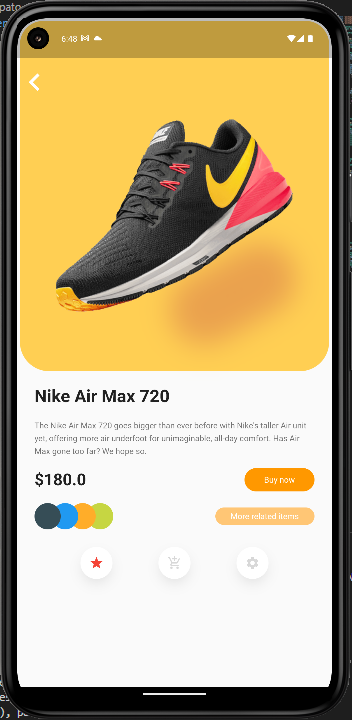 6:48
Nike Air Max 720
The Nike Air Max 720 goes bigger than ever before with Nike's taller Air unit
yet, offering more air underfoot for unimaginable, all-day comfort. Has Air
Max gone too far? We hope so.
$180.0
Buy now
More related items